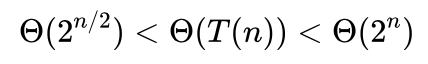 Θ(2^{n/2}) < Θ(T(n)) < Θ(2^n)